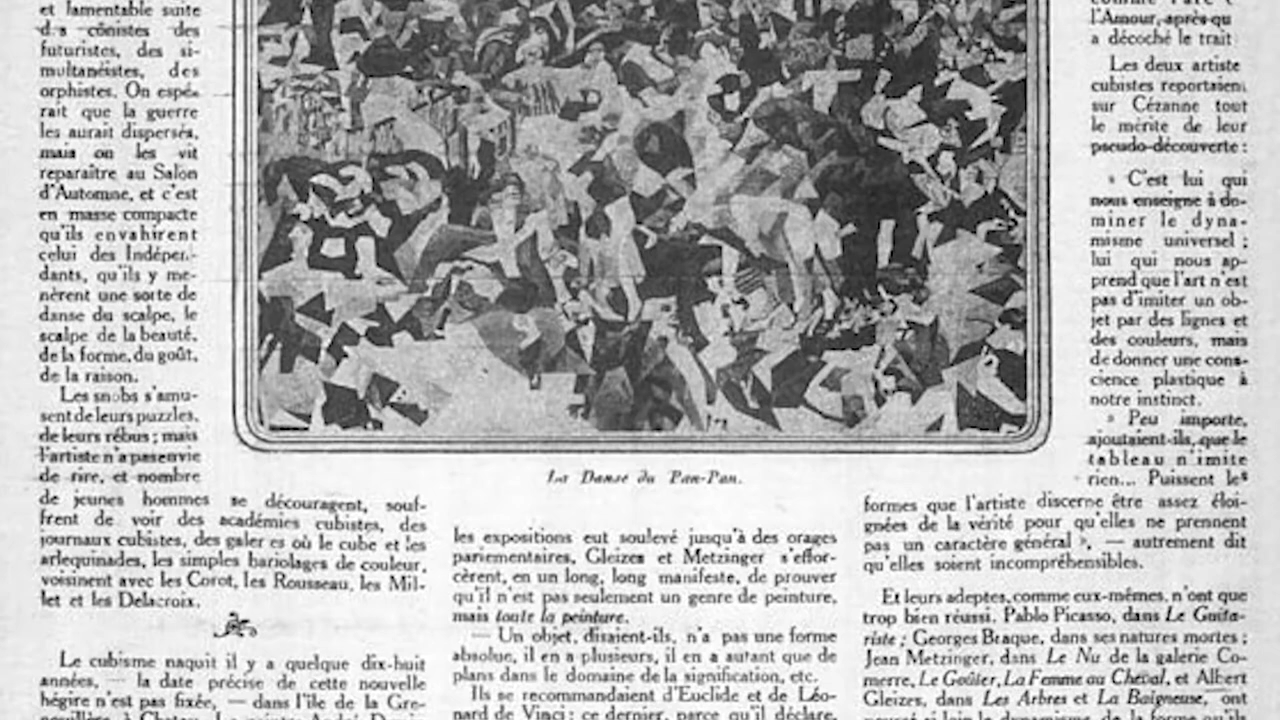 et lamentable suite
des cônistes des
futuristes, des si-
multanéistes, des
orphistes. On espé-
rait que la guerre
les aurait dispersés,
mais on les vit
reparaître au Salon
d'Automne, et c'est
en masse compacte
qu'ils envahirent
celui des Indépen-
dants, qu'ils y me-
nèrent une sorte de
danse du scalpe, le
scalpe de la beauté,
de la forme, du goût,
de la raison.
Les snobs s'amu-
sent de leurs puzzles,
de leurs rébus ; mais
l'artiste n'a pas envie
de rire, et nombre
de jeunes hommes se découragent, souf-
frent de voir des académies cubistes, des
journaux cubistes, des galeries où le cube et les
arlequinades, les simples bariolages de couleur,
voisinent avec les Corot, les Rousseau, les Mil-
let et les Delacroix.
Le cubisme naquit il y a quelque dix-huit
années, — la date précise de cette nouvelle
hégire n'est pas fixée, — dans l'île de la Gre-
nouillère, à Chatou. Le peintre André Derain
La Danse du Pan-Pan.
les expositions eut soulevé jusqu'à des orages
parlementaires, Gleizes et Metzinger s'effor-
cèrent, en un long, long manifeste, de prouver
qu'il n'est pas seulement un genre de peinture,
mais toute la peinture.
— Un objet, disaient-ils, n'a pas une forme
absolue, il en a plusieurs, il en a autant que de
plans dans le domaine de la signification, etc.
Ils se recommandaient d'Euclide et de Léo-
nard de Vinci : ce dernier, parce qu'il déclare,
l'Amour, après qu
a décoché le trait
Les deux artiste
cubistes reportaient
sur Cézanne tout
le mérite de leur
pseudo-découverte :
« C'est lui qui
nous enseigne à do-
miner le dyna-
misme universel ;
lui qui nous ap-
prend que l'art n'est
pas d'imiter un ob-
jet par des lignes et
des couleurs, mais
de donner une cons-
cience plastique à
notre instinct.
» Peu importe,
ajoutaient-ils, que le
tableau n'imite
rien... Puissent les
formes que l'artiste discerne être assez éloi-
gnées de la vérité pour qu'elles ne prennent
pas un caractère général », — autrement dit
qu'elles soient incompréhensibles.
Et leurs adeptes, comme eux-mêmes, n'ont que
trop bien réussi. Pablo Picasso, dans Le Guita-
riste ; Georges Braque, dans ses natures mortes ;
Jean Metzinger, dans Le Nu de la galerie Co-
merre, Le Goûter, La Femme au Cheval, et Albert
Gleizes, dans Les Arbres et La Baigneuse, ont